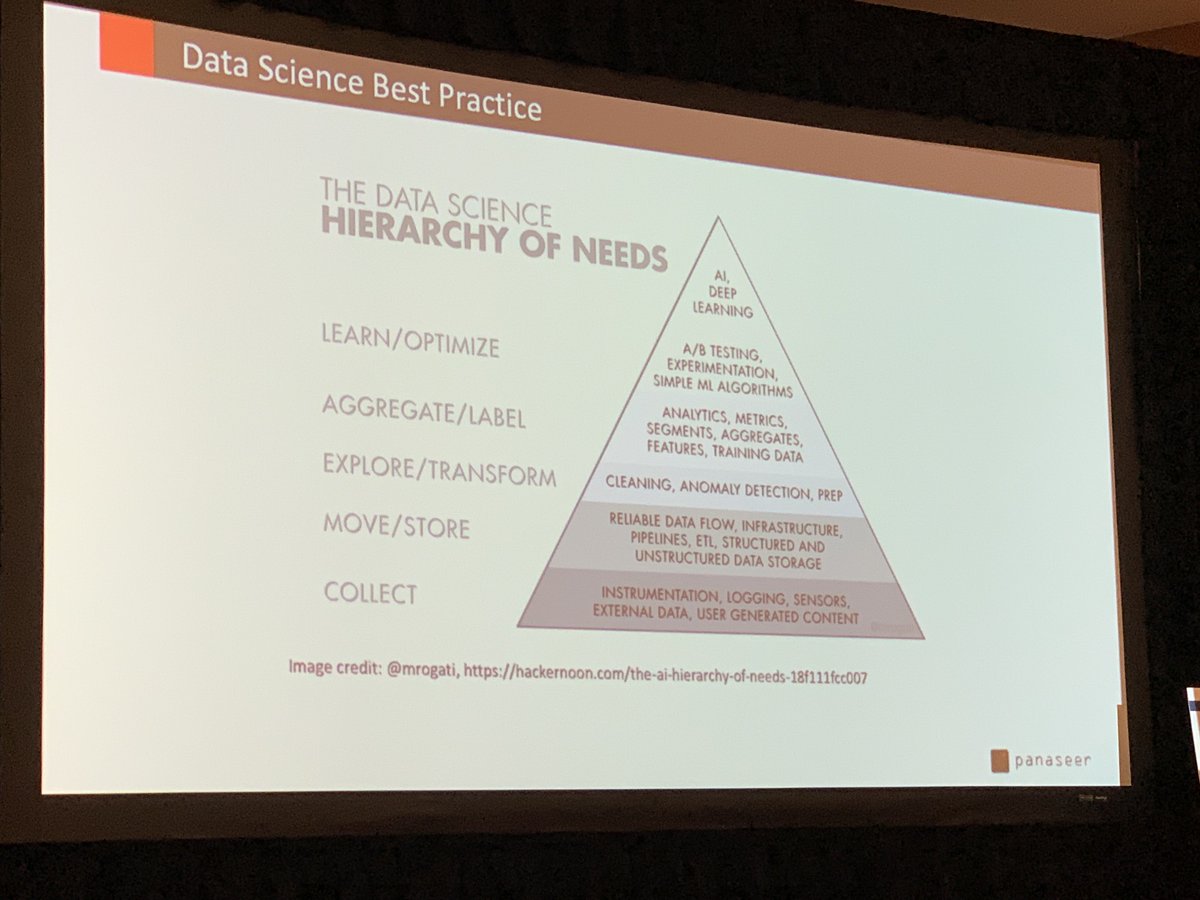 Data Science Best Practice
THE DATA SCIENCE
HIERARCHY OF NEEDS
LEARN/OPTIMIZE
AGGREGATE/LABEL
EXPLORE/TRANSFORM
MOVE/STORE
COLLECT
AI,
DEEP
LEARNING
A/B TESTING,
EXPERIMENTATION,
SIMPLE ML ALGORITHMS
ANALYTICS, METRICS,
SEGMENTS, AGGREGATES,
FEATURES, TRAINING DATA
CLEANING, ANOMALY DETECTION, PREP
RELIABLE DATA FLOW, INFRASTRUCTURE,
PIPELINES, ETL, STRUCTURED AND
UNSTRUCTURED DATA STORAGE
INSTRUMENTATION, LOGGING, SENSORS,
EXTERNAL DATA, USER GENERATED CONTENT
Image credit: @mrogati, https://hackernoon.com/the-ai-hierarchy-of-needs-18f111fcc007
panaseer